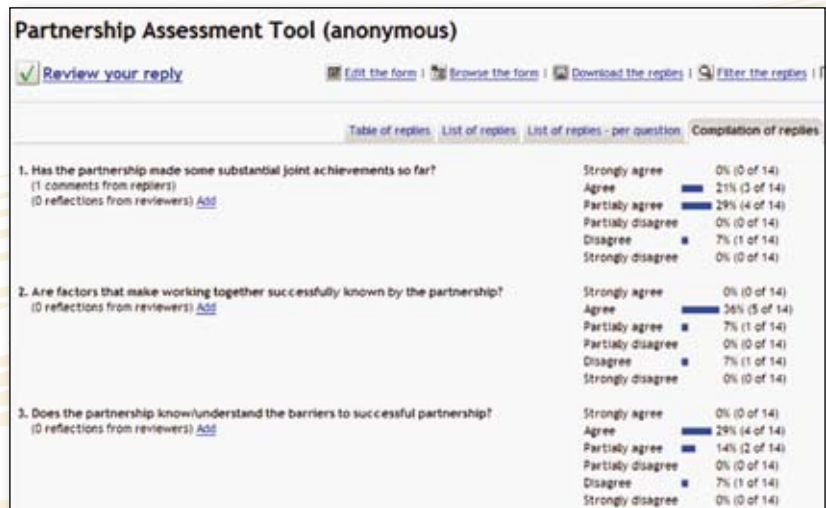 Partnership Assessment Tool (anonymous)
Review your reply Edit the form | Browse the form | Download the replies | Filter the replies |
Table of replies List of replies List of replies - per question Compilation of replies
1. Has the partnership made some substantial joint achievements so far?
(1 comments from repliers)
(0 reflections from reviewers) Add
Strongly agree 0% (0 of 14)
Agree 21% (3 of 14)
Partially agree 29% (4 of 14)
Partially disagree 0% (0 of 14)
Disagree 7% (1 of 14)
Strongly disagree 0% (0 of 14)
2. Are factors that make working together successfully known by the partnership?
(0 reflections from reviewers) Add
Strongly agree 0% (0 of 14)
Agree 36% (5 of 14)
Partially agree 7% (1 of 14)
Partially disagree 0% (0 of 14)
Disagree 7% (1 of 14)
Strongly disagree 0% (0 of 14)
3. Does the partnership know/understand the barriers to successful partnership?
(0 reflections from reviewers) Add
Strongly agree 0% (0 of 14)
Agree 29% (4 of 14)
Partially agree 14% (2 of 14)
Partially disagree 0% (0 of 14)
Disagree 7% (1 of 14)
Strongly disagree 0% (0 of 14)